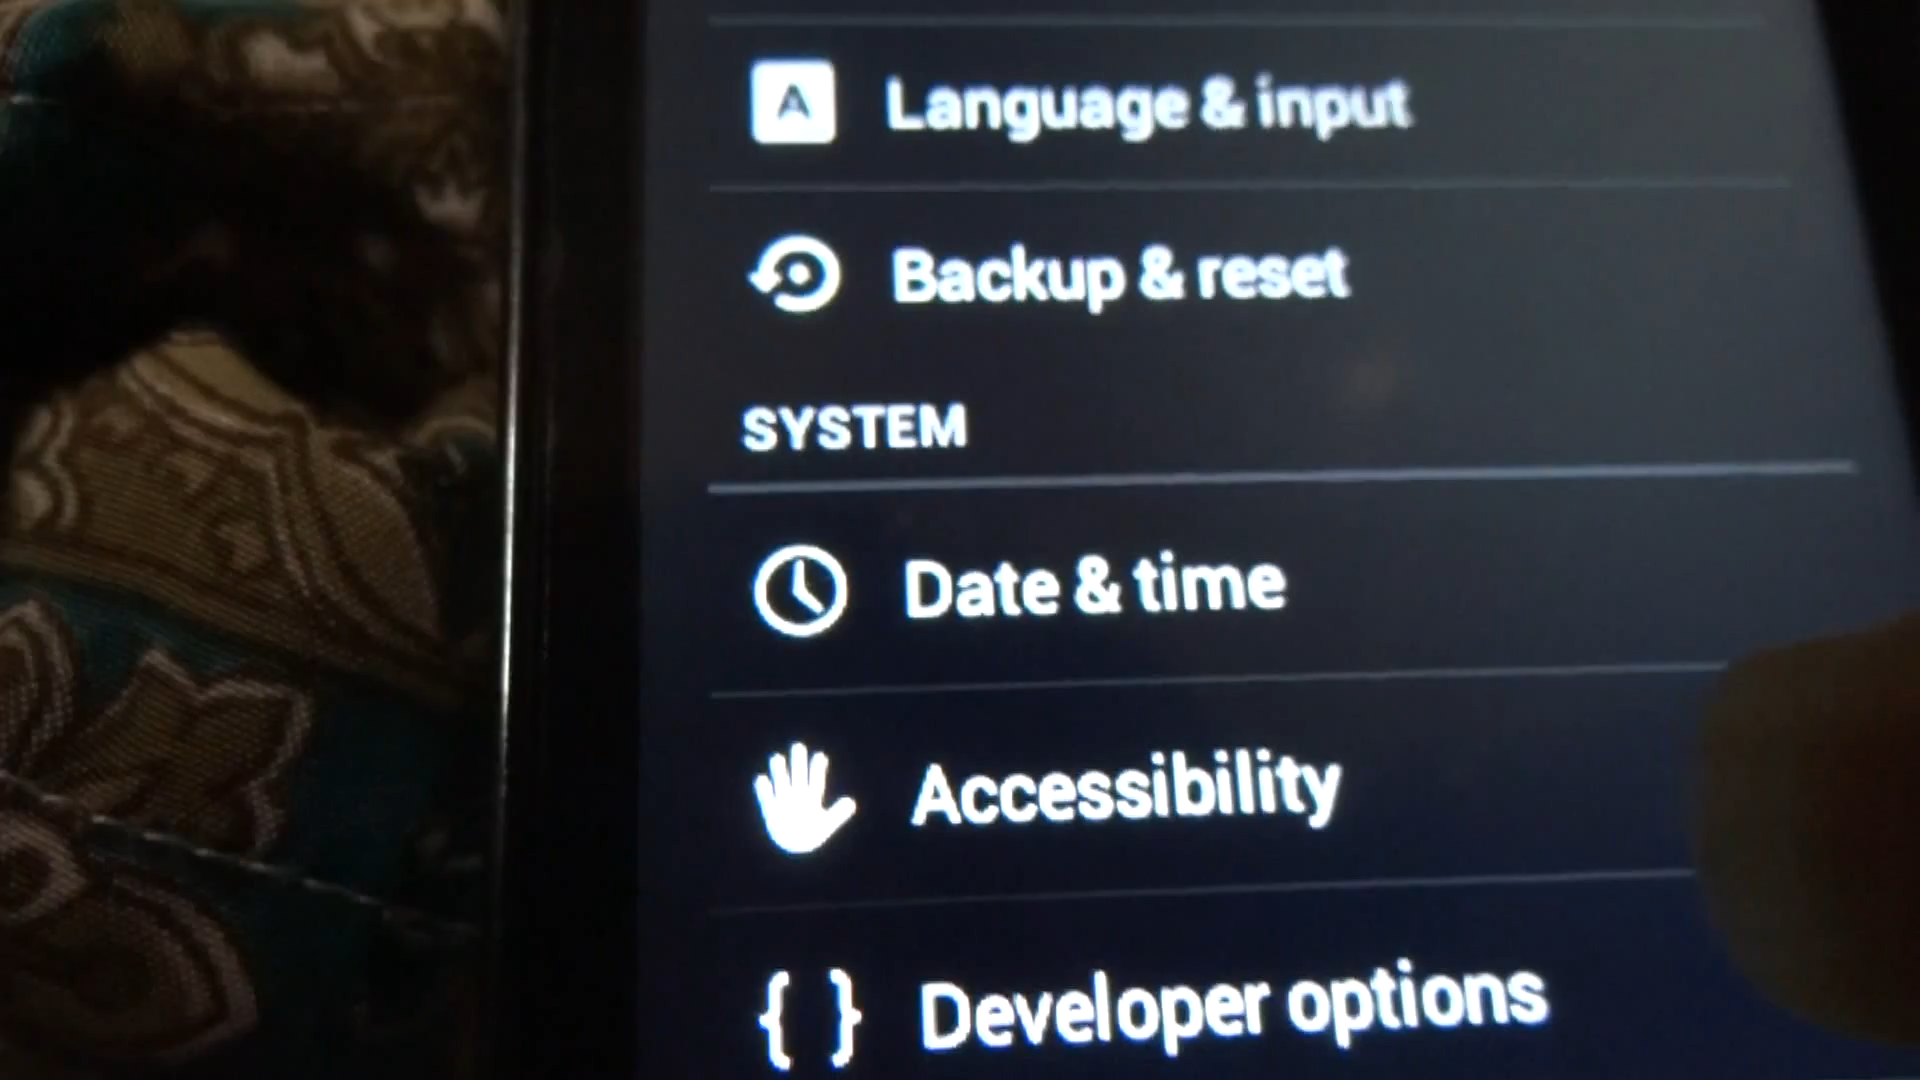 A
Language & input
Backup & reset
SYSTEM
Date & time
Accessibility
{ } Developer options